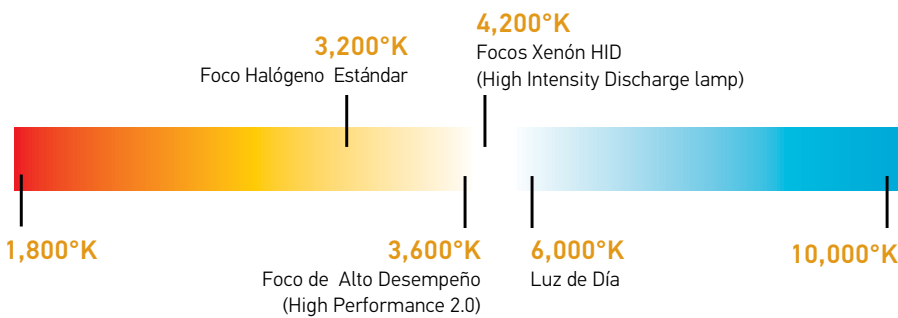 3,200°K
Foco Halógeno Estándar
4,200°K
Focos Xenón HID
(High Intensity Discharge lamp)
1,800°K
3,600°K
Foco de Alto Desempeño
(High Performance 2.0)
6,000°K
Luz de Día
10,000°K